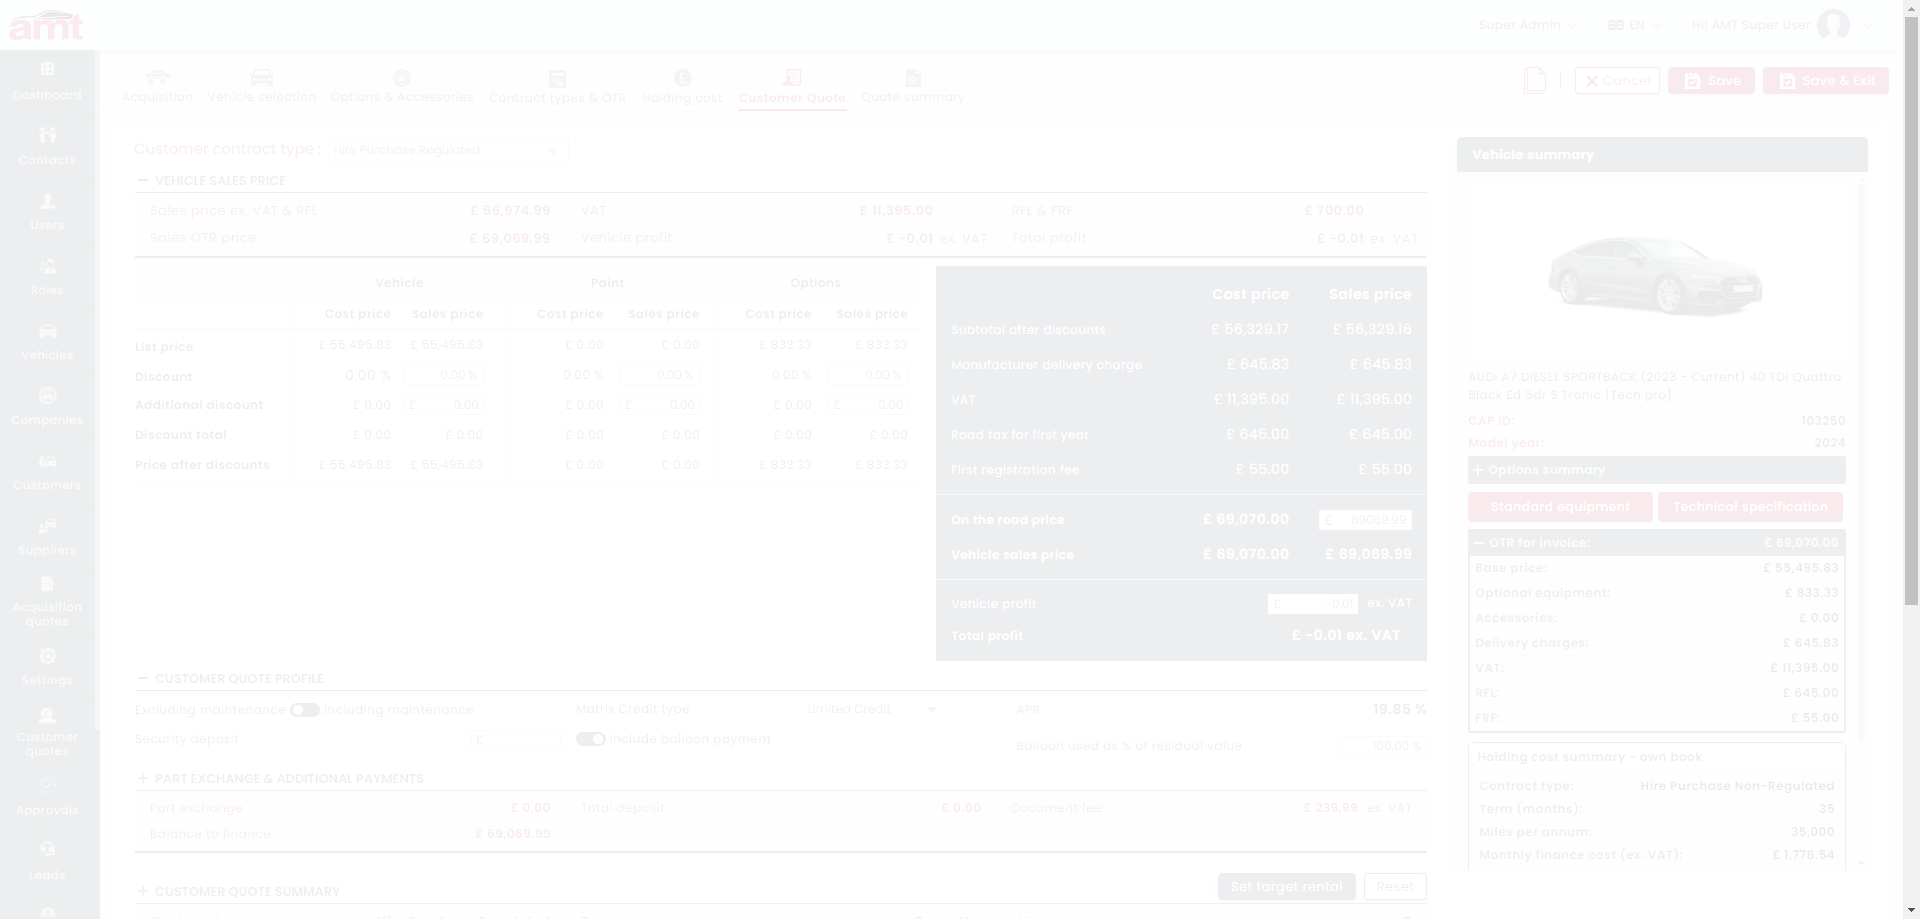 amt
Super Admin
EN
Hi! AMT Super User
Dashboard
Contacts
Users
Roles
Vehicles
Companies
Customers
Suppliers
Acquisition
quotes
Settings
Customer
quotes
Approvals
Leads
Acquisition
Vehicle selection
Options & Accessories
Contract types & OTR
Holding cost
Customer Quote
Quote summary
Cancel
Save
Save & Exit
Customer contract type :
Hire Purchase Regulated
VEHICLE SALES PRICE
Sales price ex. VAT & RFL £ 56,974.99 VAT £ 11,395.00 RFL & FRF £ 700.00
Sales OTR price £ 69,069.99 Vehicle profit £ -0.01 ex. VAT Total profit £ -0.01 ex. VAT
Vehicle Paint Options
Cost price Sales price Cost price Sales price Cost price Sales price
List price £ 55,495.83 £ 55,495.83 £ 0.00 £ 0.00 £ 833.33 £ 833.33
Discount 0.00 % 0.00 % 0.00 % 0.00 % 0.00 % 0.00 %
Additional discount £ 0.00 £ 0.00 £ 0.00 £ 0.00 £ 0.00 £ 0.00
Discount total £ 0.00 £ 0.00 £ 0.00 £ 0.00 £ 0.00 £ 0.00
Price after discounts £ 55,495.83 £ 55,495.83 £ 0.00 £ 0.00 £ 833.33 £ 833.33
Cost price Sales price
Subtotal after discounts £ 56,329.17 £ 56,329.16
Manufacturer delivery charge £ 645.83 £ 645.83
VAT £ 11,395.00 £ 11,395.00
Road tax for first year £ 645.00 £ 645.00
First registration fee £ 55.00 £ 55.00
On the road price £ 69,070.00 £ 69069.99
Vehicle sales price £ 69,070.00 £ 69,069.99
Vehicle profit £ -0.01 ex. VAT
Total profit £ -0.01 ex. VAT
CUSTOMER QUOTE PROFILE
Excluding maintenance Including maintenance Matrix Credit type Limited Credit APR 19.85 %
Security deposit £ Include balloon payment Balloon used as % of residual value 100.00 %
PART EXCHANGE & ADDITIONAL PAYMENTS
Part exchange £ 0.00 Total deposit £ 0.00 Document fee £ 239.99 ex. VAT
Balance to finance £ 69,069.99
CUSTOMER QUOTE SUMMARY
Set target rental
Reset
Vehicle summary
AUDI A7 DIESEL SPORTBACK (2023 - Current) 40 TDI Quattro
Black Ed 5dr S Tronic [Tech pro]
CAP ID: 103250
Model year: 2024
Options summary
Standard equipment
Technical specification
OTR for invoice: £ 69,070.00
Base price: £ 55,495.83
Optional equipment: £ 833.33
Accessories: £ 0.00
Delivery charges: £ 645.83
VAT: £ 11,395.00
RFL: £ 645.00
FRF: £ 55.00
Holding cost summary - own book
Contract type: Hire Purchase Non-Regulated
Term (months): 35
Miles per annum: 35,000
Monthly finance cost (ex. VAT): £ 1,778.54